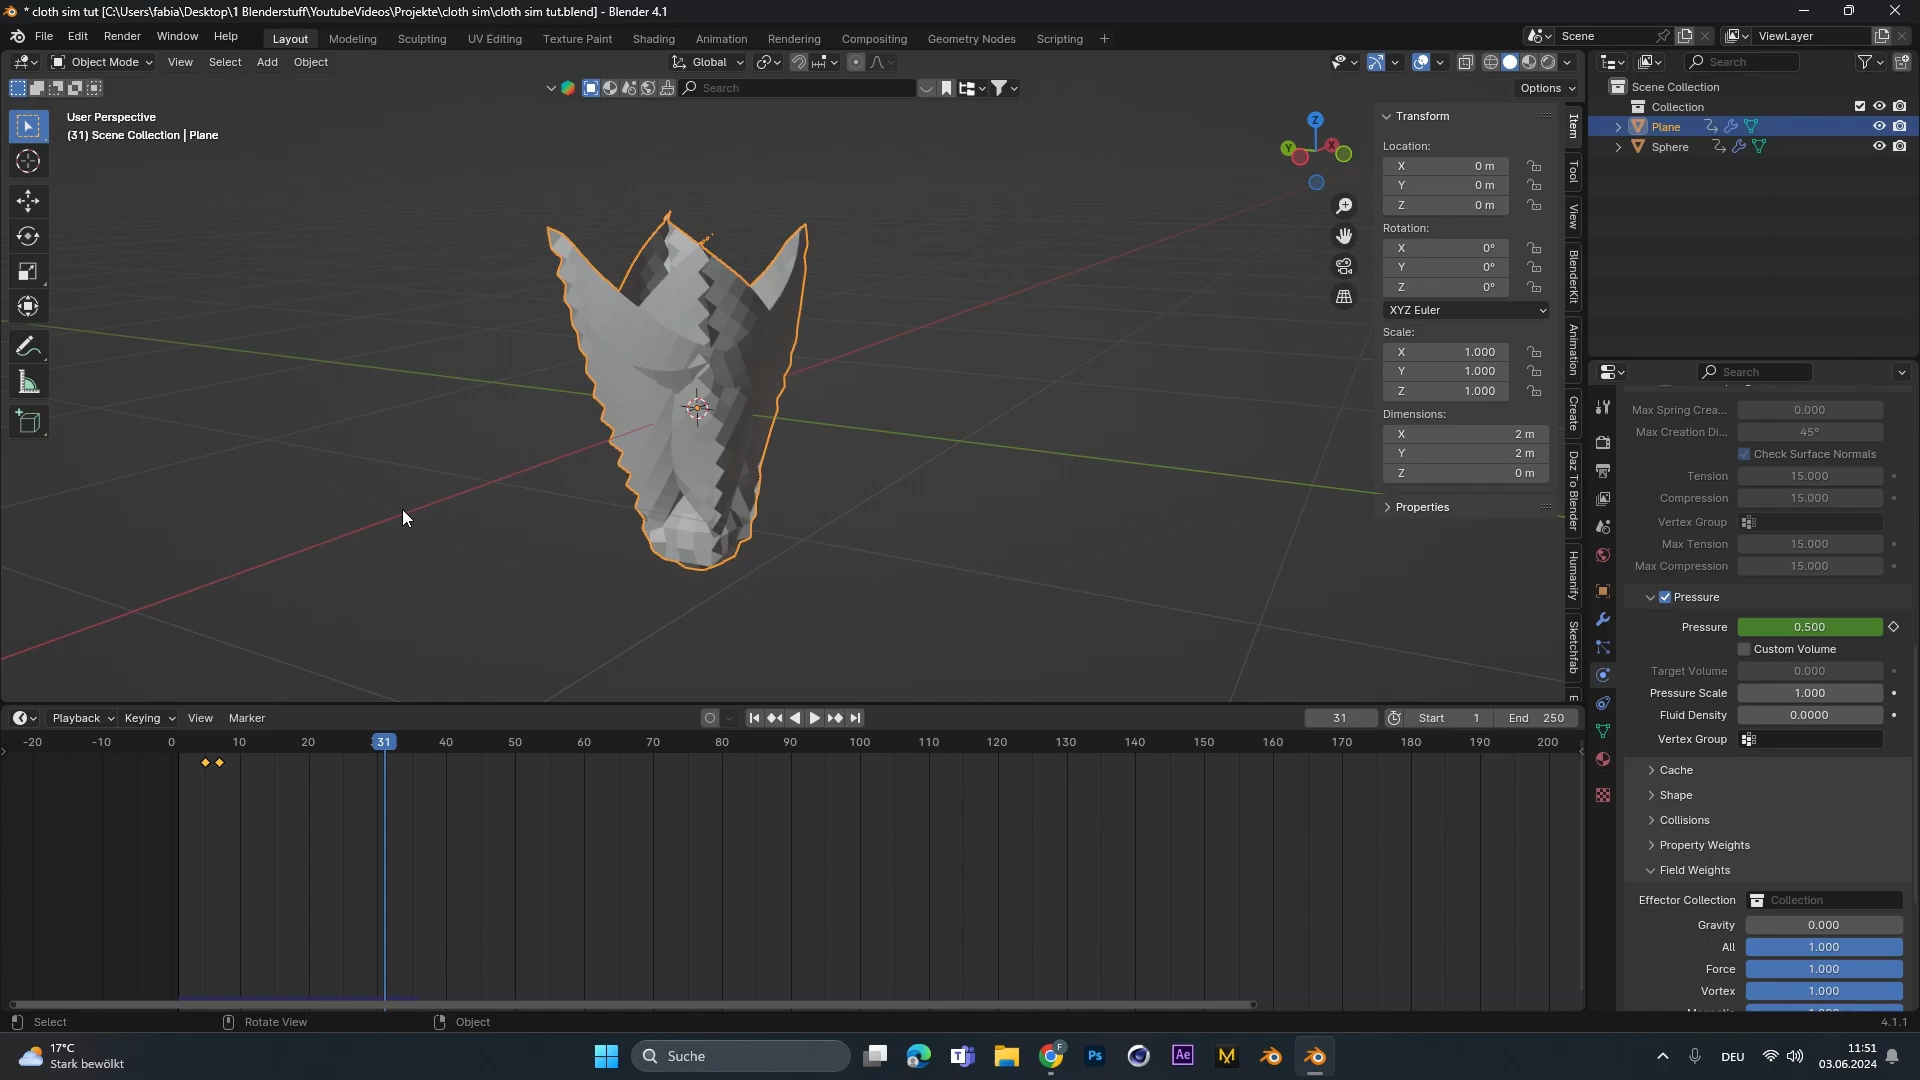 * cloth sim tut [C:\Users\fabia\Desktop\1 Blenderstuff\YoutubeVideos\Projekte\cloth sim\cloth sim tut.blend] - Blender 4.1
File Edit Render Window Help
Layout Modeling Sculpting UV Editing Texture Paint Shading Animation Rendering Compositing Geometry Nodes Scripting +
Scene
ViewLayer
Object Mode View Select Add Object
Global
Search
Search
Options
User Perspective
(31) Scene Collection | Plane
Z
Y
X
Transform
Location:
X 0 m
Y 0 m
Z 0 m
Rotation:
X 0°
Y 0°
Z 0°
XYZ Euler
Scale:
X 1.000
Y 1.000
Z 1.000
Dimensions:
X 2 m
Y 2 m
Z 0 m
Properties
Item
Tool
View
BlenderKit
Animation
Create
Daz To Blender
Humanify
Sketchfab
E
Scene Collection
Collection
Plane
Sphere
Search
Max Spring Crea... 0.000
Max Creation Di... 45°
Check Surface Normals
Tension 15.000
Compression 15.000
Vertex Group
Max Tension 15.000
Max Compression 15.000
Pressure
Pressure 0.500
Custom Volume
Target Volume 0.000
Pressure Scale 1.000
Fluid Density 0.0000
Vertex Group
Cache
Shape
Collisions
Property Weights
Field Weights
Effector Collection Collection
Gravity 0.000
All 1.000
Force 1.000
Vortex 1.000
Playback Keying View Marker
31
Start 1
End 250
-20 -10 0 10 20 31 40 50 60 70 80 90 100 110 120 130 140 150 160 170 180 190 200
Select
Rotate View
Object
4.1.1
17°C
Stark bewölkt
Suche
F
Ps
Ae
M
DEU
11:51
03.06.2024